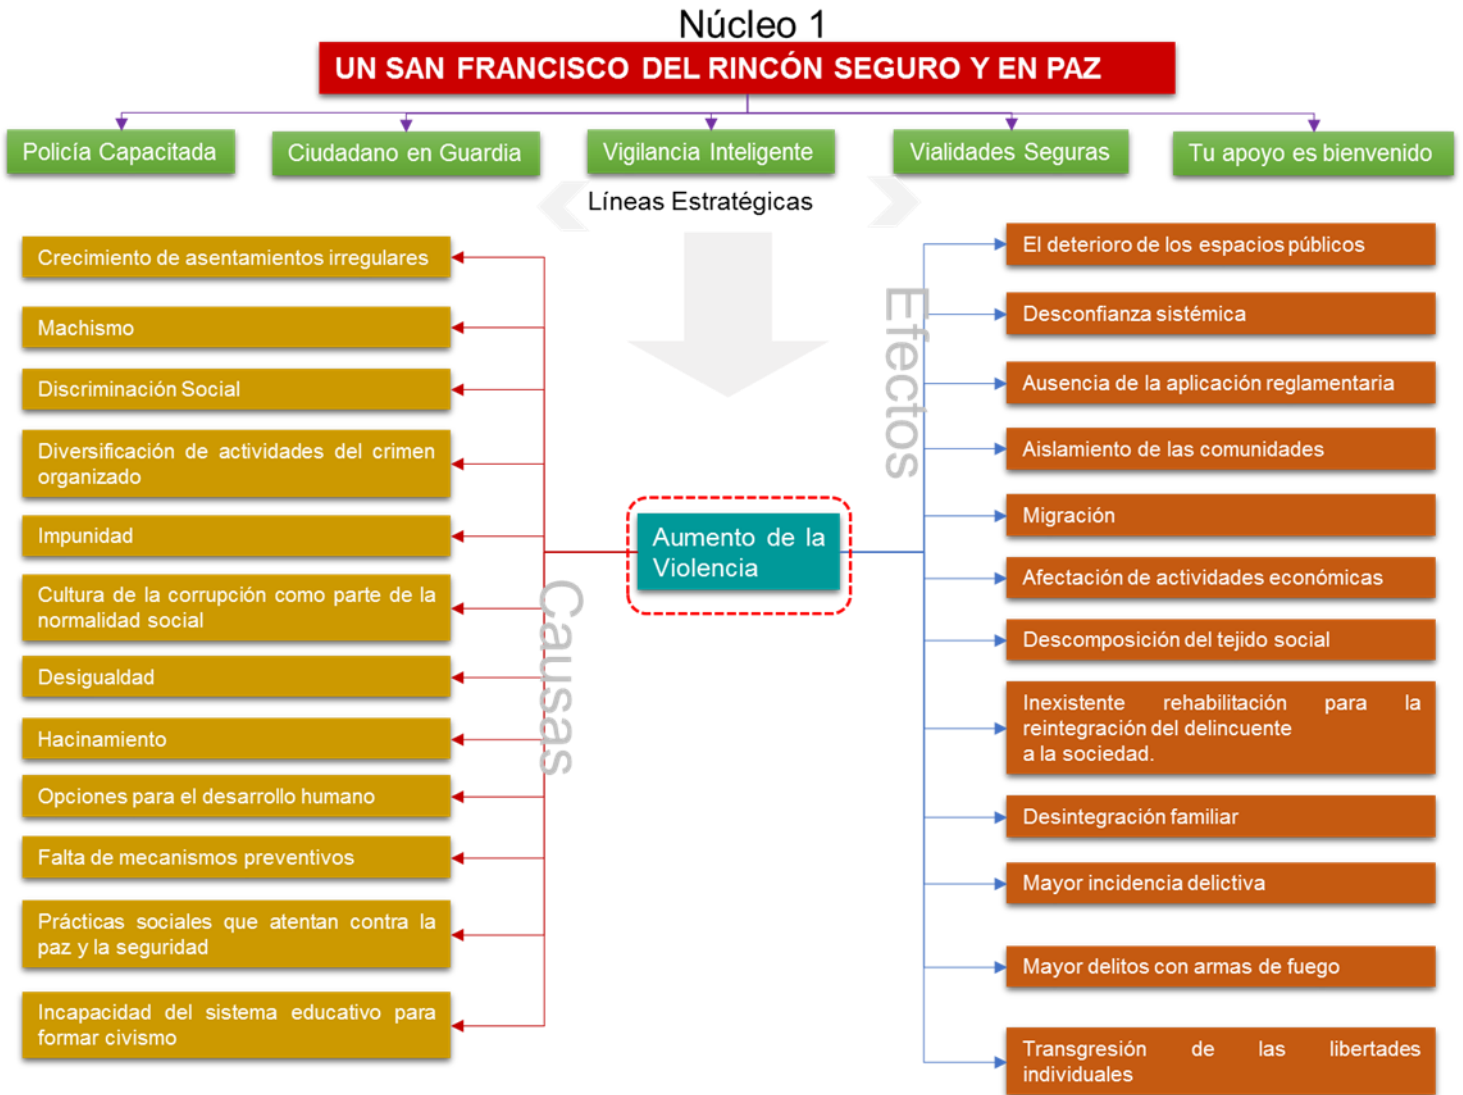 Núcleo 1
UN SAN FRANCISCO DEL RINCÓN SEGURO Y EN PAZ
Policía Capacitada
Ciudadano en Guardia
Vigilancia Inteligente
Vialidades Seguras
Tu apoyo es bienvenido
Líneas Estratégicas
Crecimiento de asentamientos irregulares
Machismo
Discriminación Social
Diversificación de actividades del crimen
organizado
Impunidad
Cultura de la corrupción como parte de la
normalidad social
Desigualdad
Hacinamiento
Opciones para el desarrollo humano
Falta de mecanismos preventivos
Prácticas sociales que atentan contra la
paz y la seguridad
Incapacidad del sistema educativo para
formar civismo
Causas
Aumento de la
Violencia
Efectos
El deterioro de los espacios públicos
Desconfianza sistémica
Ausencia de la aplicación reglamentaria
Aislamiento de las comunidades
Migración
Afectación de actividades económicas
Descomposición del tejido social
Inexistente rehabilitación para la
reintegración del delincuente
a la sociedad.
Desintegración familiar
Mayor incidencia delictiva
Mayor delitos con armas de fuego
Transgresión de las libertades
individuales